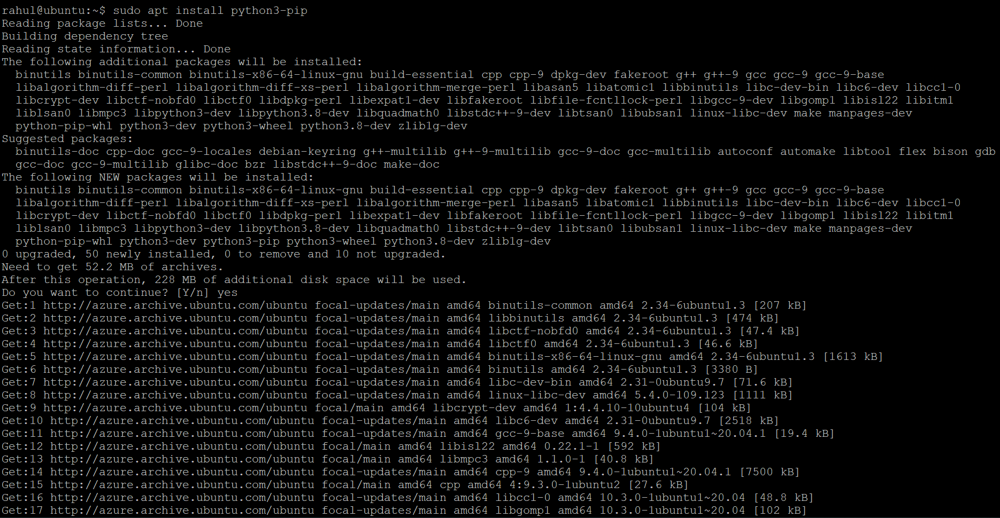 rahul@ubuntu:~$ sudo apt install python3-pip
Reading package lists... Done
Building dependency tree
Reading state information... Done
The following additional packages will be installed:
  binutils binutils-common binutils-x86-64-linux-gnu build-essential cpp cpp-9 dpkg-dev fakeroot g++ g++-9 gcc gcc-9 gcc-9-base
  libalgorithm-diff-perl libalgorithm-diff-xs-perl libalgorithm-merge-perl libasan5 libatomic1 libbinutils libc-dev-bin libc6-dev libcc1-0
  libcrypt-dev libctf-nobfd0 libctf0 libdpkg-perl libexpat1-dev libfakeroot libfile-fcntllock-perl libgcc-9-dev libgomp1 libisl22 libitm1
  liblsan0 libmpc3 libpython3-dev libpython3.8-dev libquadmath0 libstdc++-9-dev libtsan0 libubsan1 linux-libc-dev make manpages-dev
  python-pip-whl python3-dev python3-wheel python3.8-dev zlib1g-dev
Suggested packages:
  binutils-doc cpp-doc gcc-9-locales debian-keyring g++-multilib g++-9-multilib gcc-9-doc gcc-multilib autoconf automake libtool flex bison gdb
  gcc-doc gcc-9-multilib glibc-doc bzr libstdc++-9-doc make-doc
The following NEW packages will be installed:
  binutils binutils-common binutils-x86-64-linux-gnu build-essential cpp cpp-9 dpkg-dev fakeroot g++ g++-9 gcc gcc-9 gcc-9-base
  libalgorithm-diff-perl libalgorithm-diff-xs-perl libalgorithm-merge-perl libasan5 libatomic1 libbinutils libc-dev-bin libc6-dev libcc1-0
  libcrypt-dev libctf-nobfd0 libctf0 libdpkg-perl libexpat1-dev libfakeroot libfile-fcntllock-perl libgcc-9-dev libgomp1 libisl22 libitm1
  liblsan0 libmpc3 libpython3-dev libpython3.8-dev libquadmath0 libstdc++-9-dev libtsan0 libubsan1 linux-libc-dev make manpages-dev
  python-pip-whl python3-dev python3-pip python3-wheel python3.8-dev zlib1g-dev
0 upgraded, 50 newly installed, 0 to remove and 10 not upgraded.
Need to get 52.2 MB of archives.
After this operation, 228 MB of additional disk space will be used.
Do you want to continue? [Y/n] yes
Get:1 http://azure.archive.ubuntu.com/ubuntu focal-updates/main amd64 binutils-common amd64 2.34-6ubuntu1.3 [207 kB]
Get:2 http://azure.archive.ubuntu.com/ubuntu focal-updates/main amd64 libbinutils amd64 2.34-6ubuntu1.3 [474 kB]
Get:3 http://azure.archive.ubuntu.com/ubuntu focal-updates/main amd64 libctf-nobfd0 amd64 2.34-6ubuntu1.3 [47.4 kB]
Get:4 http://azure.archive.ubuntu.com/ubuntu focal-updates/main amd64 libctf0 amd64 2.34-6ubuntu1.3 [46.6 kB]
Get:5 http://azure.archive.ubuntu.com/ubuntu focal-updates/main amd64 binutils-x86-64-linux-gnu amd64 2.34-6ubuntu1.3 [1613 kB]
Get:6 http://azure.archive.ubuntu.com/ubuntu focal-updates/main amd64 binutils amd64 2.34-6ubuntu1.3 [3380 B]
Get:7 http://azure.archive.ubuntu.com/ubuntu focal-updates/main amd64 libc-dev-bin amd64 2.31-0ubuntu9.7 [71.6 kB]
Get:8 http://azure.archive.ubuntu.com/ubuntu focal-updates/main amd64 linux-libc-dev amd64 5.4.0-109.123 [1111 kB]
Get:9 http://azure.archive.ubuntu.com/ubuntu focal/main amd64 libcrypt-dev amd64 1:4.4.10-10ubuntu4 [104 kB]
Get:10 http://azure.archive.ubuntu.com/ubuntu focal-updates/main amd64 libc6-dev amd64 2.31-0ubuntu9.7 [2518 kB]
Get:11 http://azure.archive.ubuntu.com/ubuntu focal-updates/main amd64 gcc-9-base amd64 9.4.0-1ubuntu1~20.04.1 [19.4 kB]
Get:12 http://azure.archive.ubuntu.com/ubuntu focal/main amd64 libisl22 amd64 0.22.1-1 [592 kB]
Get:13 http://azure.archive.ubuntu.com/ubuntu focal/main amd64 libmpc3 amd64 1.1.0-1 [40.8 kB]
Get:14 http://azure.archive.ubuntu.com/ubuntu focal-updates/main amd64 cpp-9 amd64 9.4.0-1ubuntu1~20.04.1 [7500 kB]
Get:15 http://azure.archive.ubuntu.com/ubuntu focal/main amd64 cpp amd64 4:9.3.0-1ubuntu2 [27.6 kB]
Get:16 http://azure.archive.ubuntu.com/ubuntu focal-updates/main amd64 libcc1-0 amd64 10.3.0-1ubuntu1~20.04 [48.8 kB]
Get:17 http://azure.archive.ubuntu.com/ubuntu focal-updates/main amd64 libgomp1 amd64 10.3.0-1ubuntu1~20.04 [102 kB]